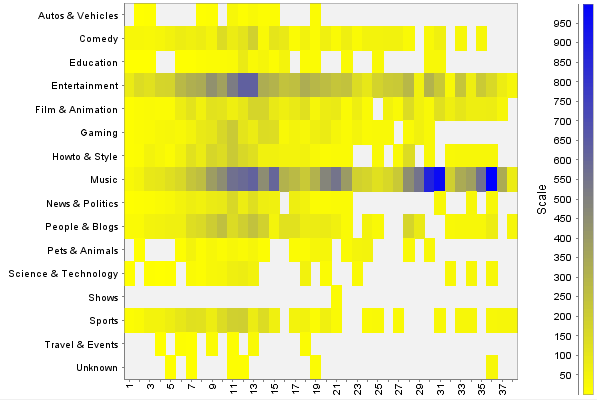 Autos & Vehicles
Comedy
Education
Entertainment
Film & Animation
Gaming
Howto & Style
Music
News & Politics
People & Blogs
Pets & Animals
Science & Technology
Shows
Sports
Travel & Events
Unknown
1 3 5 7 9 11 13 15 17 19 21 23 25 27 29 31 33 35 37
Scale
950
900
850
800
750
700
650
600
550
500
450
400
350
300
250
200
150
100
50